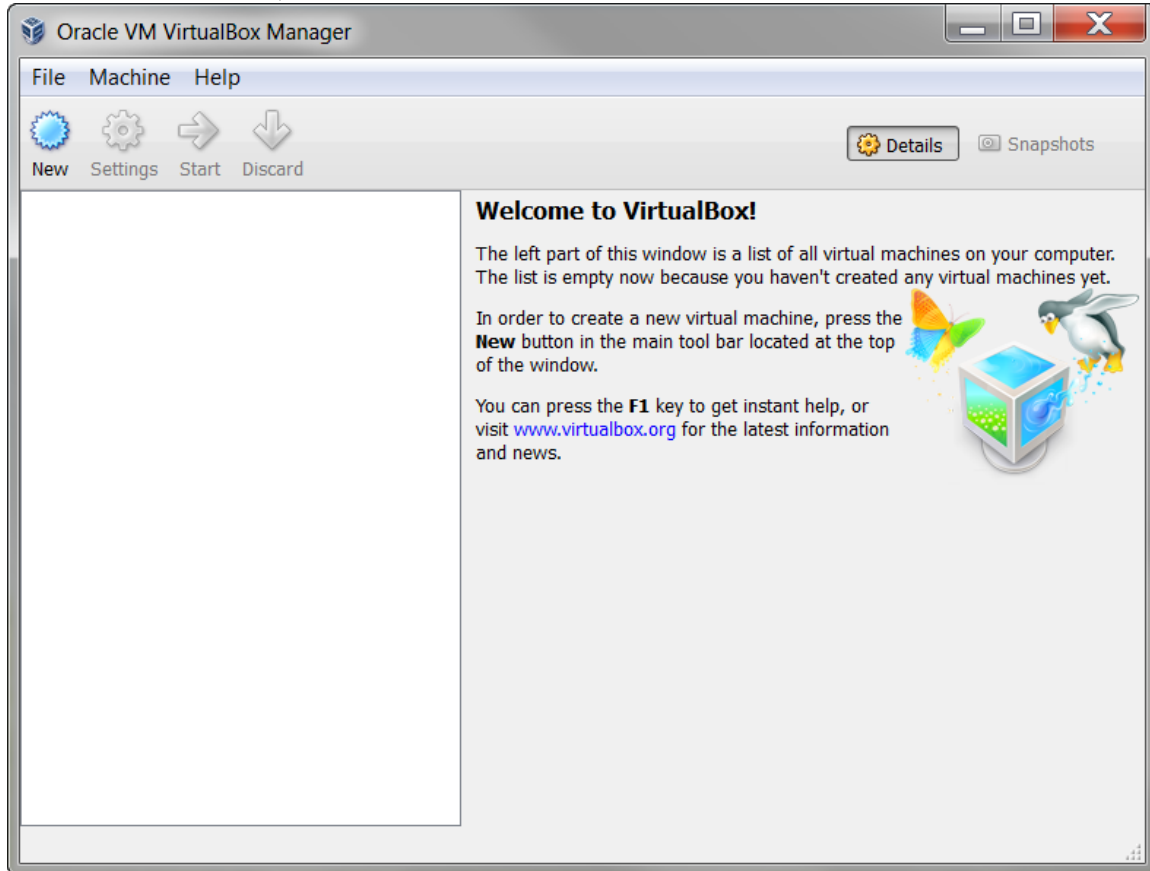 Oracle VM VirtualBox Manager
File Machine Help
New Settings Start Discard
Details Snapshots
Welcome to VirtualBox!
The left part of this window is a list of all virtual machines on your computer.
The list is empty now because you haven't created any virtual machines yet.
In order to create a new virtual machine, press the
New button in the main tool bar located at the top
of the window.
You can press the F1 key to get instant help, or
visit www.virtualbox.org for the latest information
and news.